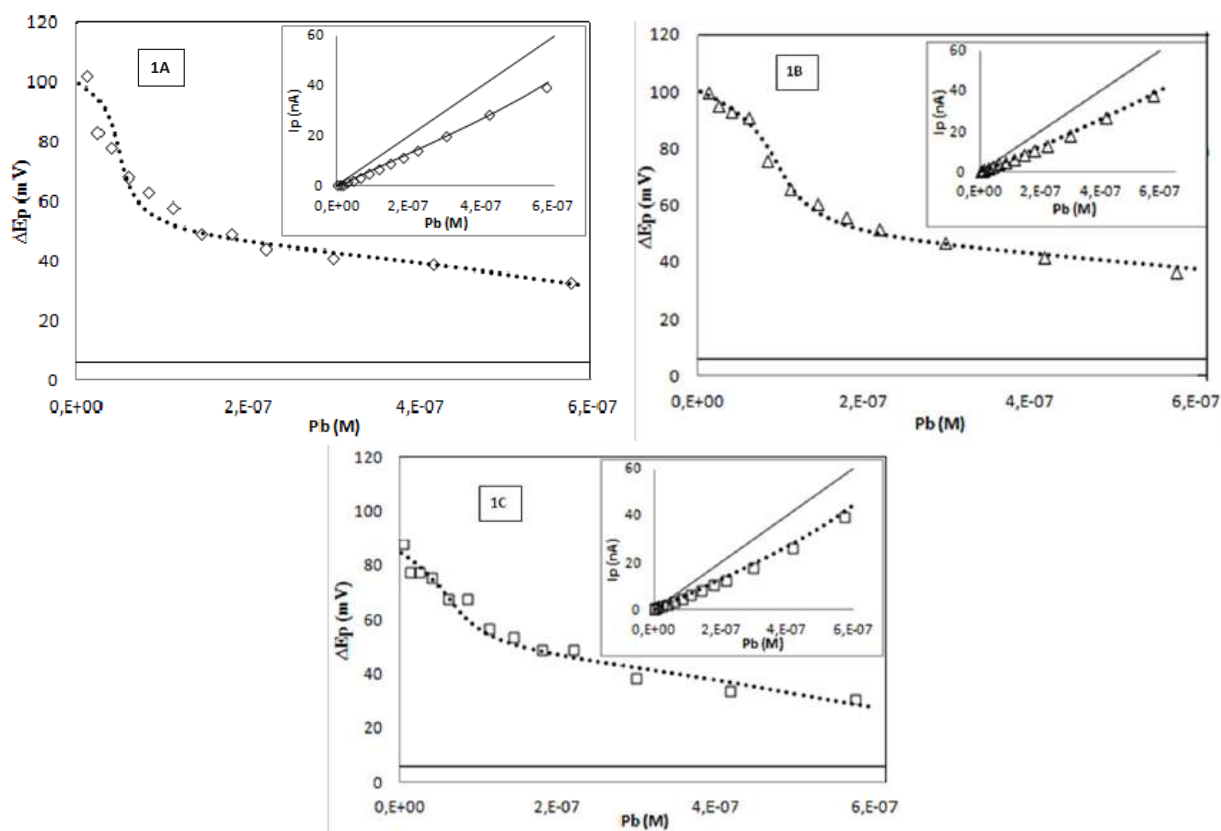 1A
ΔEp (mV)
120
100
80
60
40
20
0
0,E+00
2,E-07
4,E-07
6,E-07
Pb (M)
Ip (nA)
60
40
20
0
0,E+00
2,E-07
4,E-07
6,E-07
Pb (M)
1B
ΔEp (mV)
120
100
80
60
40
20
0
0,E+00
2,E-07
4,E-07
6,E-07
Pb (M)
Ip (nA)
60
40
20
0
0,E+00
2,E-07
4,E-07
6,E-07
Pb (M)
1C
ΔEp (mV)
120
100
80
60
40
20
0
0,E+00
2,E-07
4,E-07
6,E-07
Pb (M)
Ip (nA)
60
40
20
0
0,E+00
2,E-07
4,E-07
6,E-07
Pb (M)